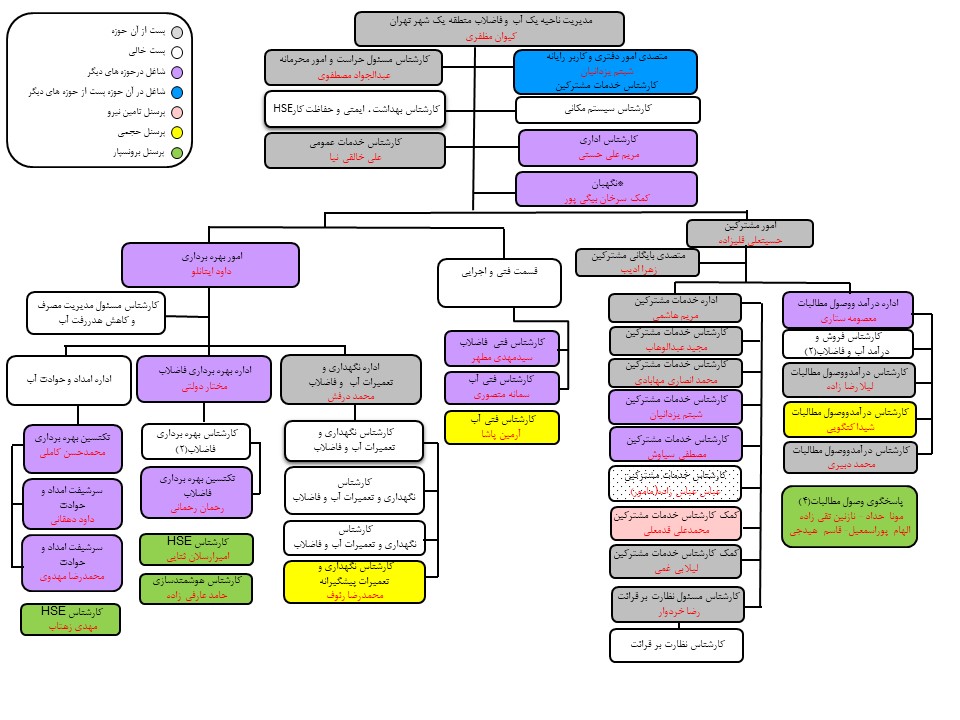 مدیریت ناحیه یک آب و فاضلاب منطقه یک شهر تهران
کیوان مظفری
پست از آن حوزه
پست خالی
شاغل درحوزه های دیگر
شاغل در آن حوزه پست از حوزه های دیگر
پرسنل تامین نیرو
پرسنل حجمی
پرسنل برونسپار
متصدی امور دفتری و کاربر رایانه
شبنم یزدانیان
کارشناس خدمات مشترکین
کارشناس مسئول حراست و امور محرمانه
عبدالجواد مصطفوی
کارشناس سیستم مکانی
کارشناس بهداشت ، ایمنی و حفاظت کارHSE
کارشناس اداری
مریم علی حسنی
کارشناس خدمات عمومی
علی خالقی نیا
*نگهبان
کمک سرخان بیگی پور
امور مشترکین
حسینعلی قلیزاده
متصدی بایگانی مشترکین
زهرا ادیب
امور بهره برداری
داود اینانلو
قسمت فنی و اجرایی
کارشناس مسئول مدیریت مصرف
و کاهش هدررفت آب
اداره درآمد ووصول مطالبات
معصومه ستاری
کارشناس فروش و
درآمد آب و فاضلاب(۲)
کارشناس درآمدووصول مطالبات
لیلا رضا زاده
کارشناس درآمدووصول مطالبات
شیدا کنگویی
کارشناس درآمدووصول مطالبات
محمد دبیری
پاسخگوی وصول مطالبات(۴)
مونا حداد - نازنین تقی زاده
الهام پوراسمعیل- قاسم هیدجی
اداره خدمات مشترکین
مریم هاشمی
کارشناس خدمات مشترکین
مجید عبدالوهاب
کارشناس خدمات مشترکین
محمد انصاری مهابادی
کارشناس خدمات مشترکین
شبنم یزدانیان
کارشناس خدمات مشترکین
مصطفی سیاوش
کارشناس خدمات مشترکین
عباس عباس زاده(مامور)
کمک کارشناس خدمات مشترکین
محمدعلی قدمعلی
کمک کارشناس خدمات مشترکین
لیلا بی غمی
کارشناس مسئول نظارت بر قرائت
رضا خردوار
کارشناس نظارت بر قرائت
کارشناس فنی فاضلاب
سیدمهدی مطهر
کارشناس فنی آب
سمانه منصوری
کارشناس فنی آب
آرمین پاشا
اداره نگهداری و
تعمیرات آب و فاضلاب
محمد درفش
کارشناس نگهداری و
تعمیرات آب و فاضلاب
کارشناس
نگهداری و تعمیرات آب و فاضلاب
کارشناس
نگهداری و تعمیرات آب و فاضلاب
کارشناس نگهداری و
تعمیرات پیشگیرانه
محمدرضا رئوف
اداره بهره برداری فاضلاب
مختار دولتی
کارشناس بهره برداری
فاضلاب(۲)
تکنسین بهره برداری
فاضلاب
رحمان رحمانی
کارشناس HSE
امیرارسلان ثنایی
کارشناس هوشمندسازی
حامد عارفی زاده
اداره امداد و حوادث آب
تکنسین بهره برداری
محمدحسن کاملی
سرشیفت امداد و
حوادث
داود دهقانی
سرشیفت امداد و
حوادث
محمدرضا مهدوی
کارشناس HSE
مهدی زهتاب